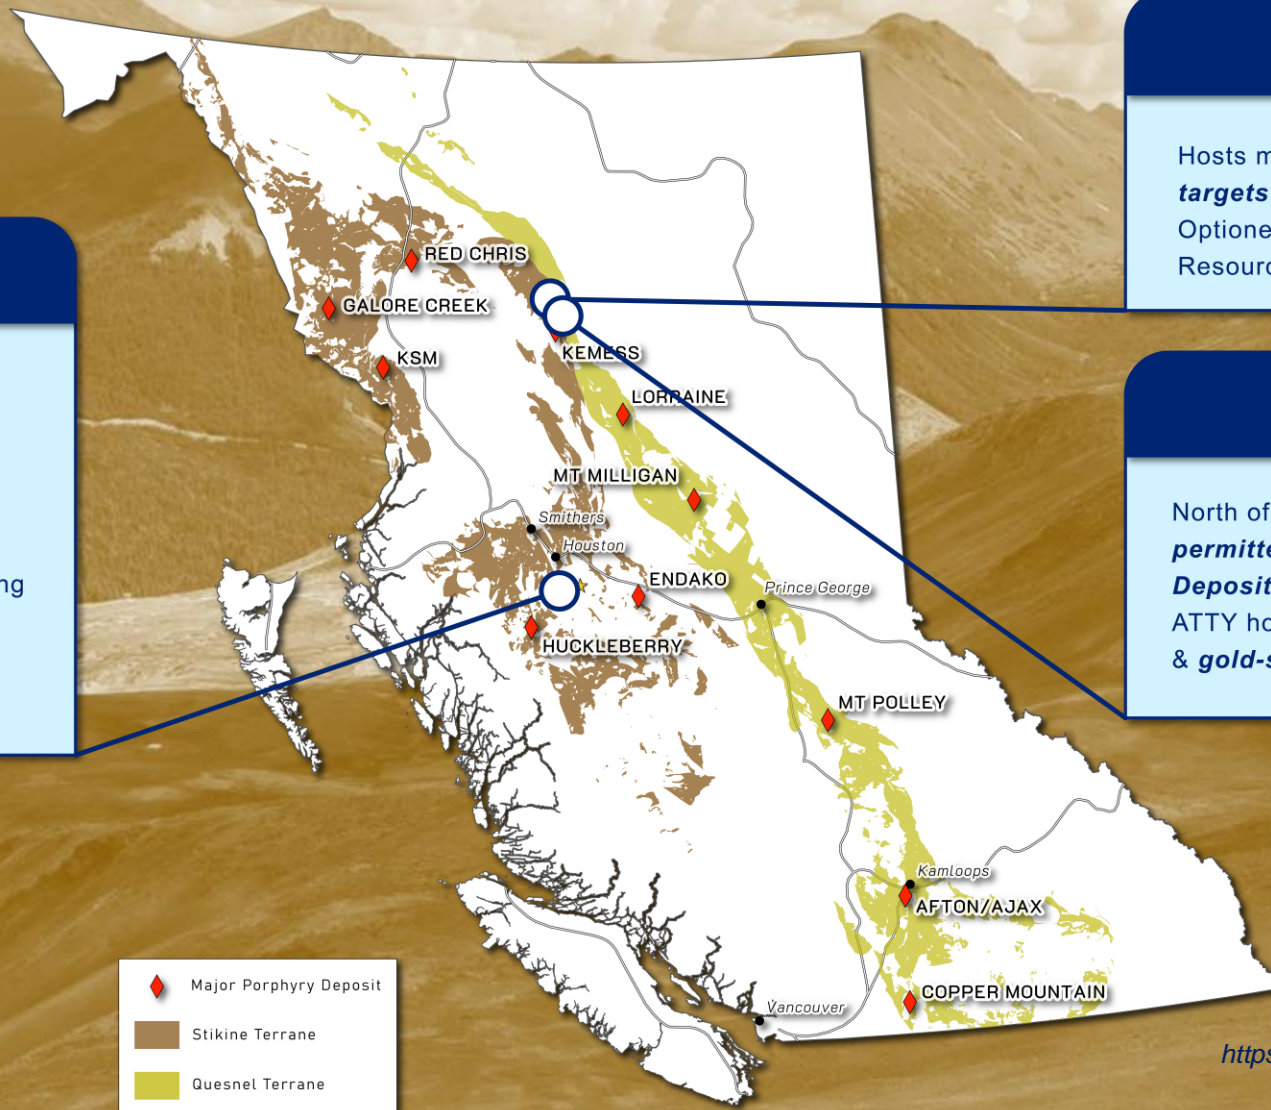 Hosts m
targets
Optione
Resourc
RED CHRIS
GALORE CREEK
KSM
KEMESS
LORRAINE
MT MILLIGAN
Smithers
Houston
ng
ENDAKO
Prince George
HUCKLEBERRY
North of
permitte
Deposit
ATTY ho
& gold-s
MT POLLEY
Kamloops
AFTON/AJAX
COPPER MOUNTAIN
Vancouver
Major Porphyry Deposit
Stikine Terrane
Quesnel Terrane
https